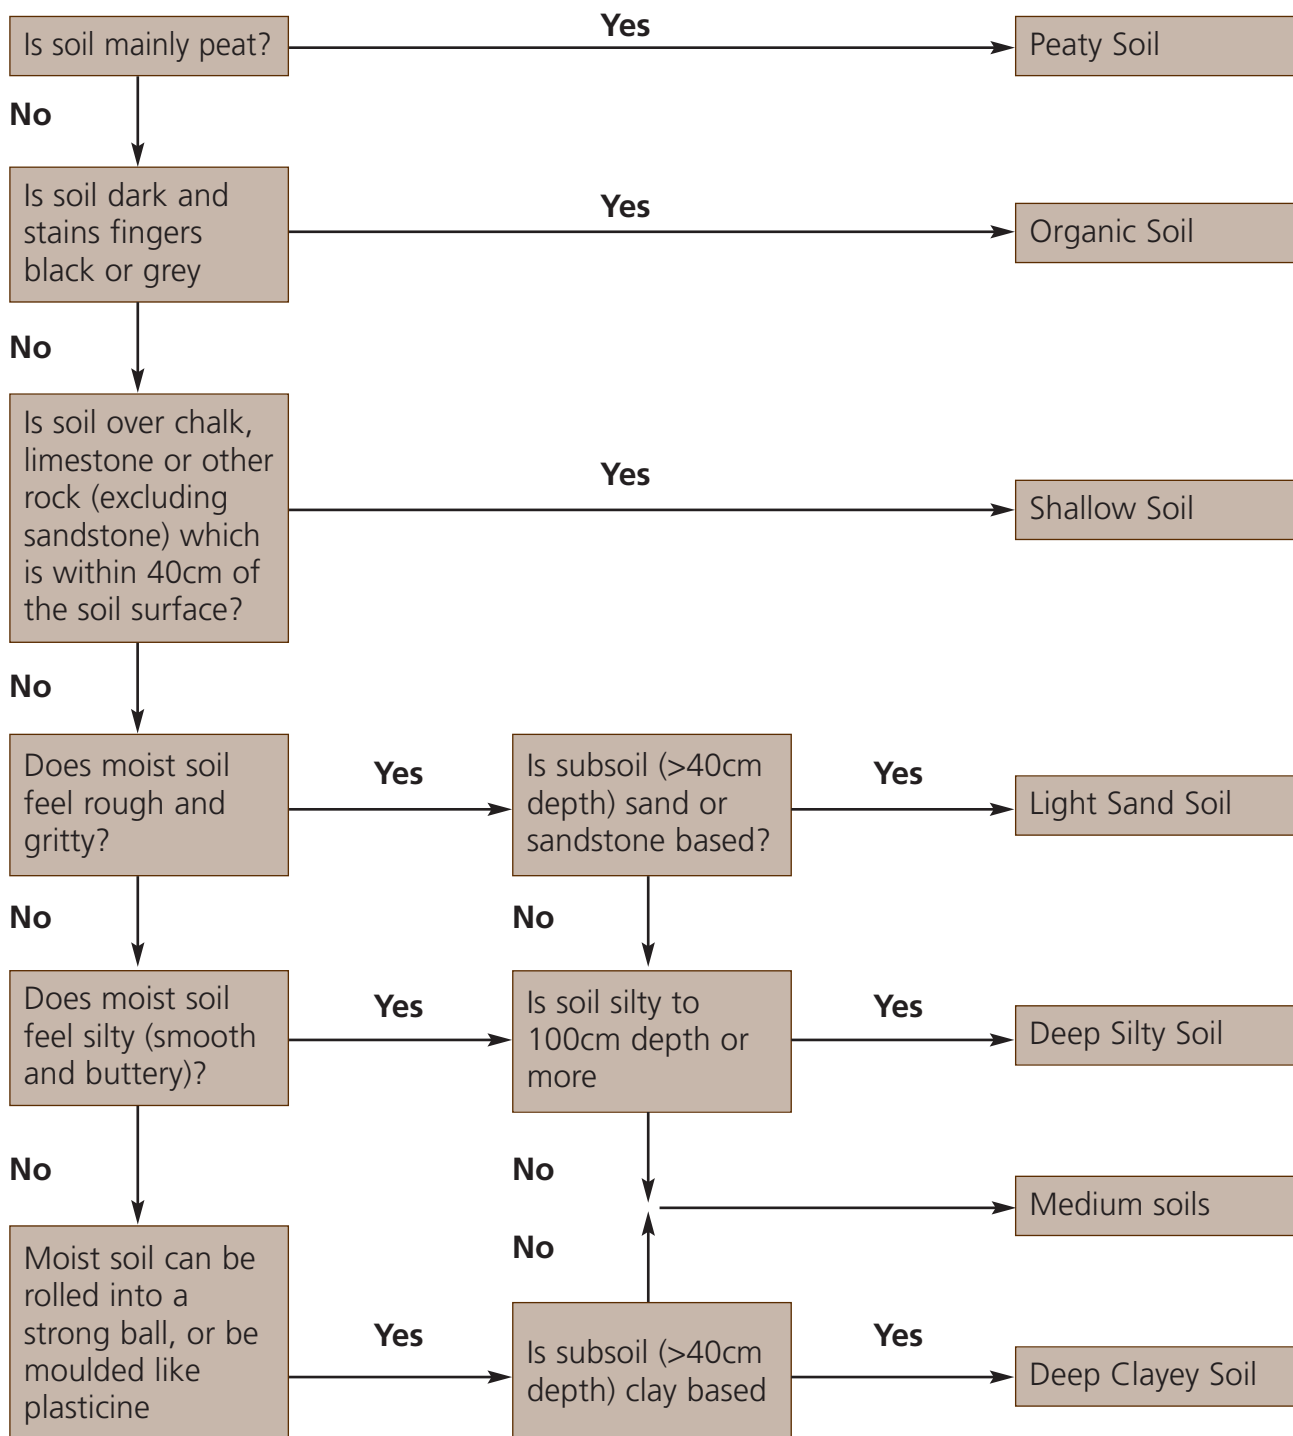 Is soil mainly peat?
Yes
Peaty Soil
No
Is soil dark and
stains fingers
black or grey
Yes
Organic Soil
No
Is soil over chalk,
limestone or other
rock (excluding
sandstone) which
is within 40cm of
the soil surface?
Yes
Shallow Soil
No
Does moist soil
feel rough and
gritty?
Yes
Is subsoil (>40cm
depth) sand or
sandstone based?
Yes
Light Sand Soil
No
No
Does moist soil
feel silty (smooth
and buttery)?
Yes
Is soil silty to
100cm depth or
more
Yes
Deep Silty Soil
No
No
Medium soils
No
Moist soil can be
rolled into a
strong ball, or be
moulded like
plasticine
Yes
Is subsoil (>40cm
depth) clay based
Yes
Deep Clayey Soil